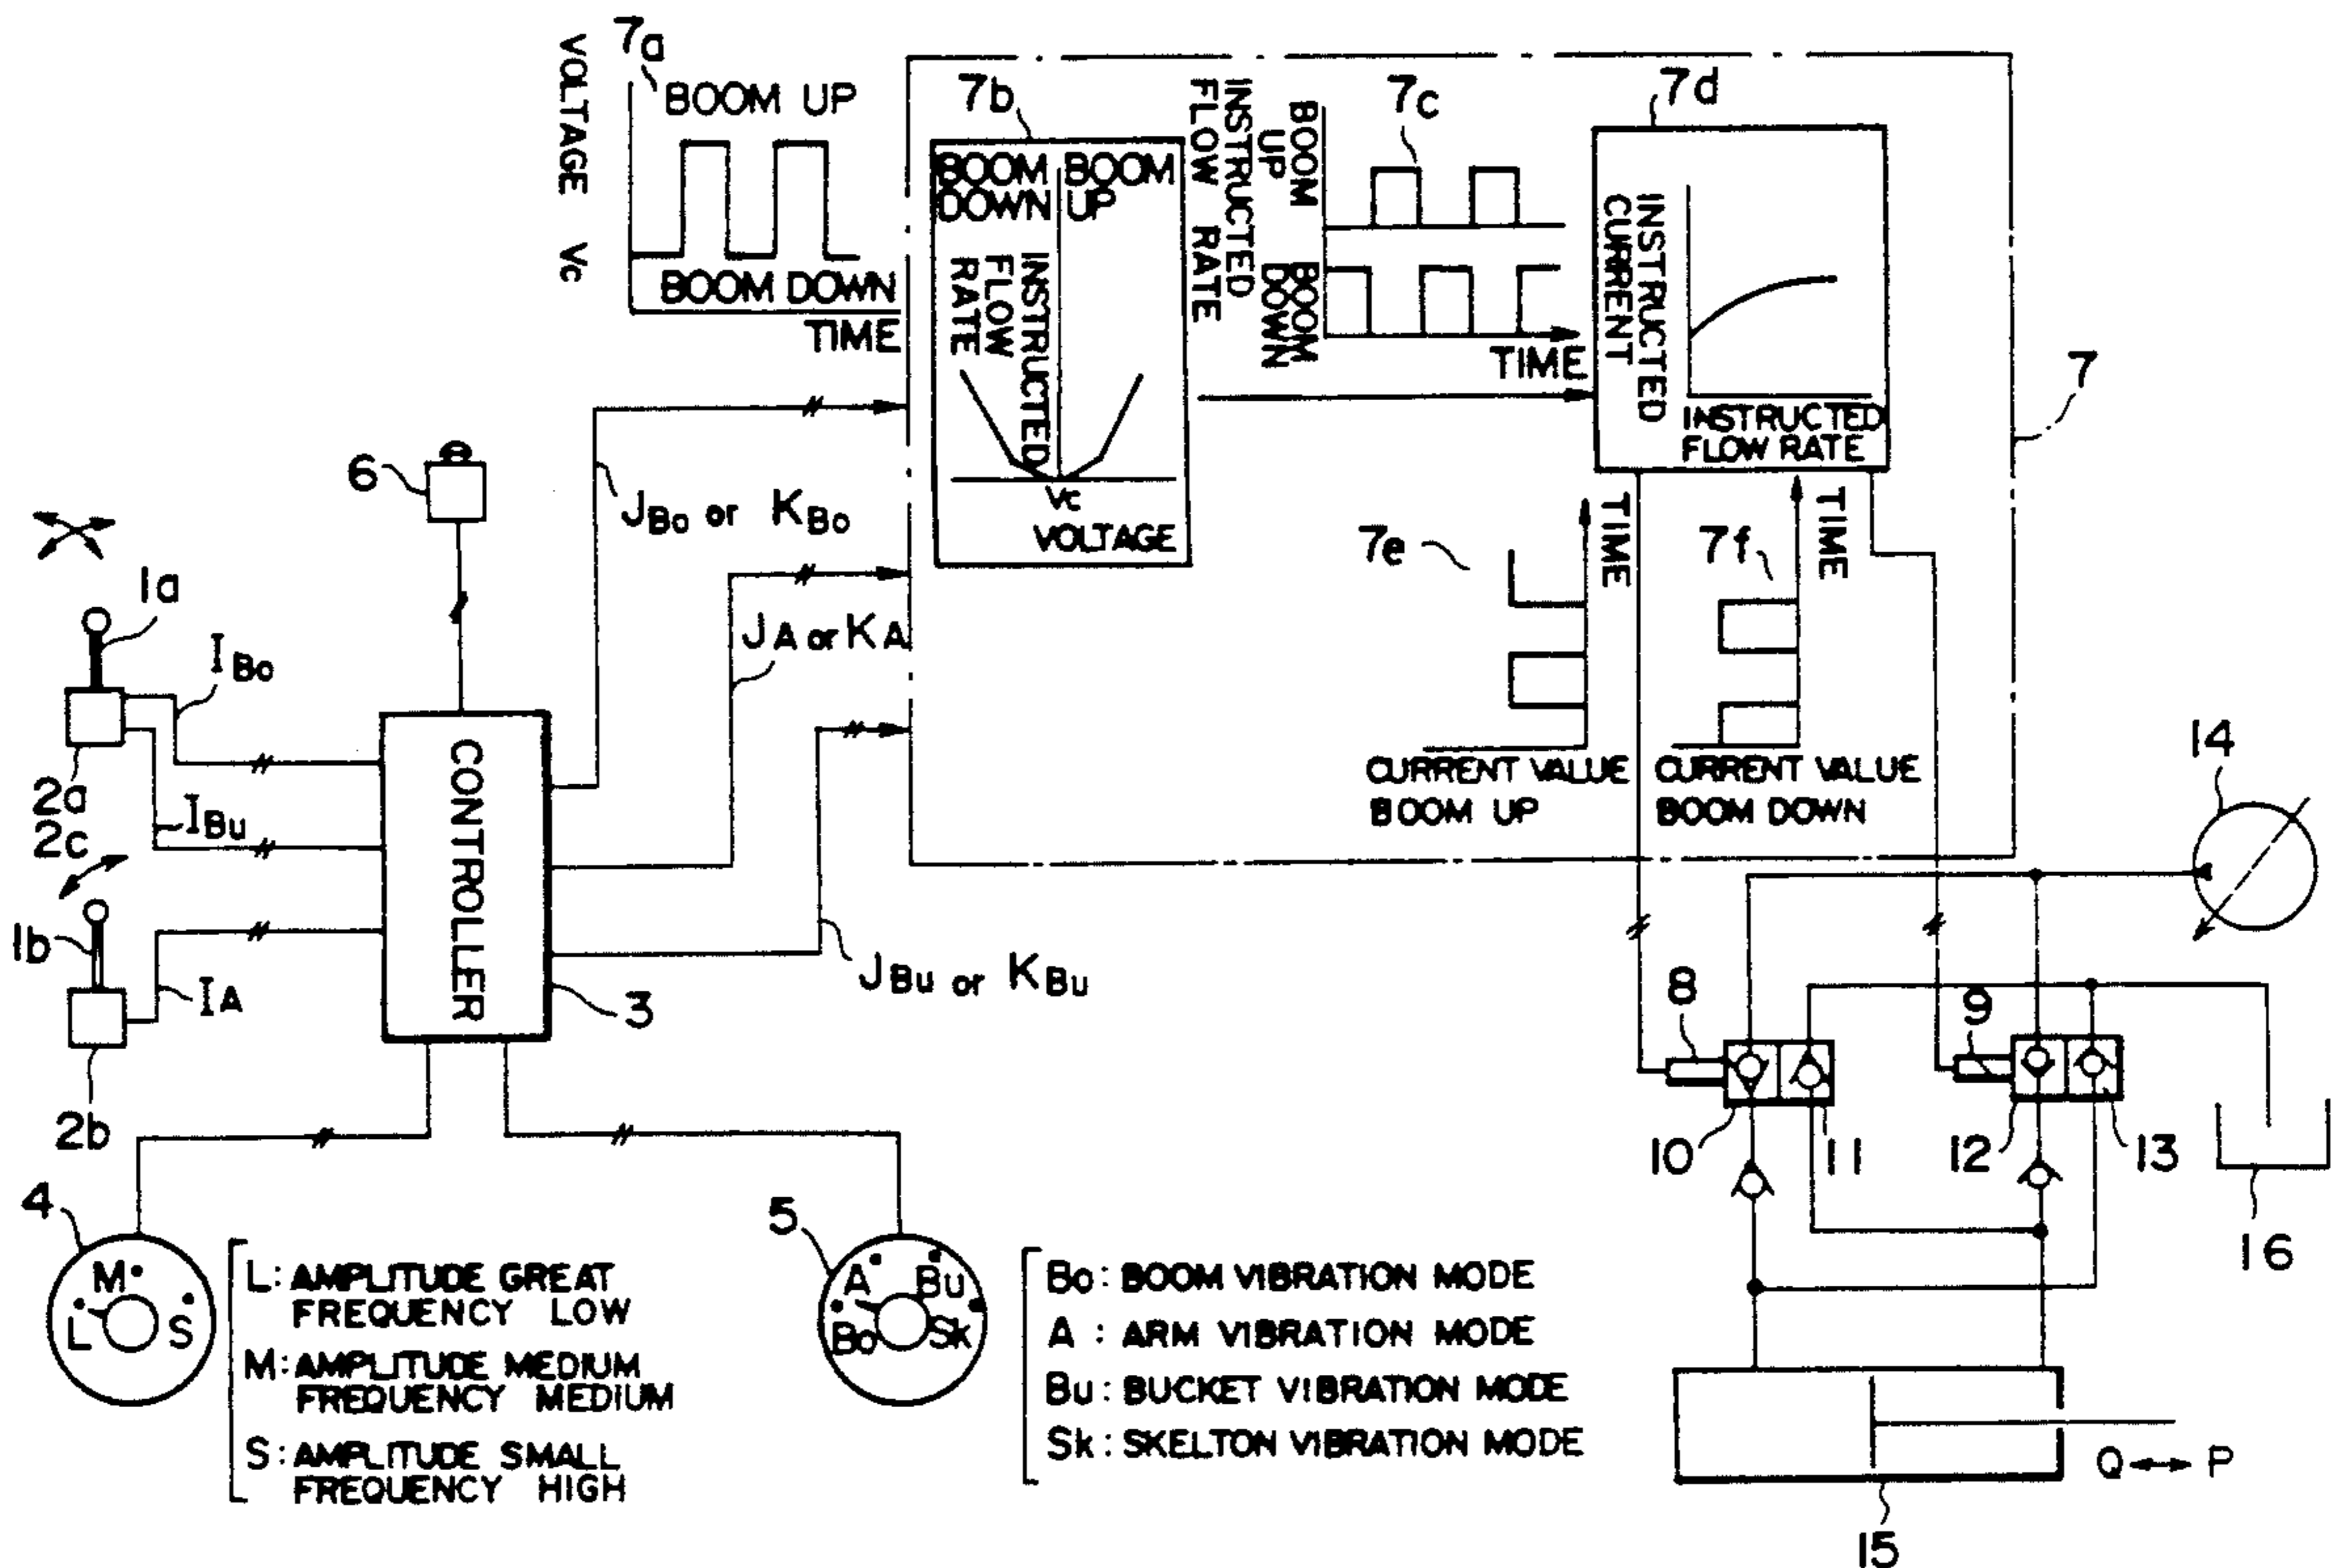 7a
VOLTAGE Vc
BOOM UP
BOOM DOWN
TIME
7b
BOOM DOWN
BOOM UP
INSTRUCTED FLOW RATE
Vc
VOLTAGE
INSTRUCTED FLOW RATE
BOOM UP
BOOM DOWN
7c
TIME
7d
INSTRUCTED CURRENT
INSTRUCTED
FLOW RATE
7
7e
TIME
CURRENT VALUE
BOOM UP
7f
TIME
CURRENT VALUE
BOOM DOWN
6
JBo or KBo
JA or KA
JBu or KBu
1a
IBo
2a
2c
IBu
1b
IA
2b
CONTROLLER
3
14
8
9
10
11
12
13
16
4
M
L
S
L: AMPLITUDE GREAT
FREQUENCY LOW
M: AMPLITUDE MEDIUM
FREQUENCY MEDIUM
S: AMPLITUDE SMALL
FREQUENCY HIGH
5
A
Bu
Bo
Sk
Bo: BOOM VIBRATION MODE
A : ARM VIBRATION MODE
Bu: BUCKET VIBRATION MODE
Sk: SKELTON VIBRATION MODE
Q P
15